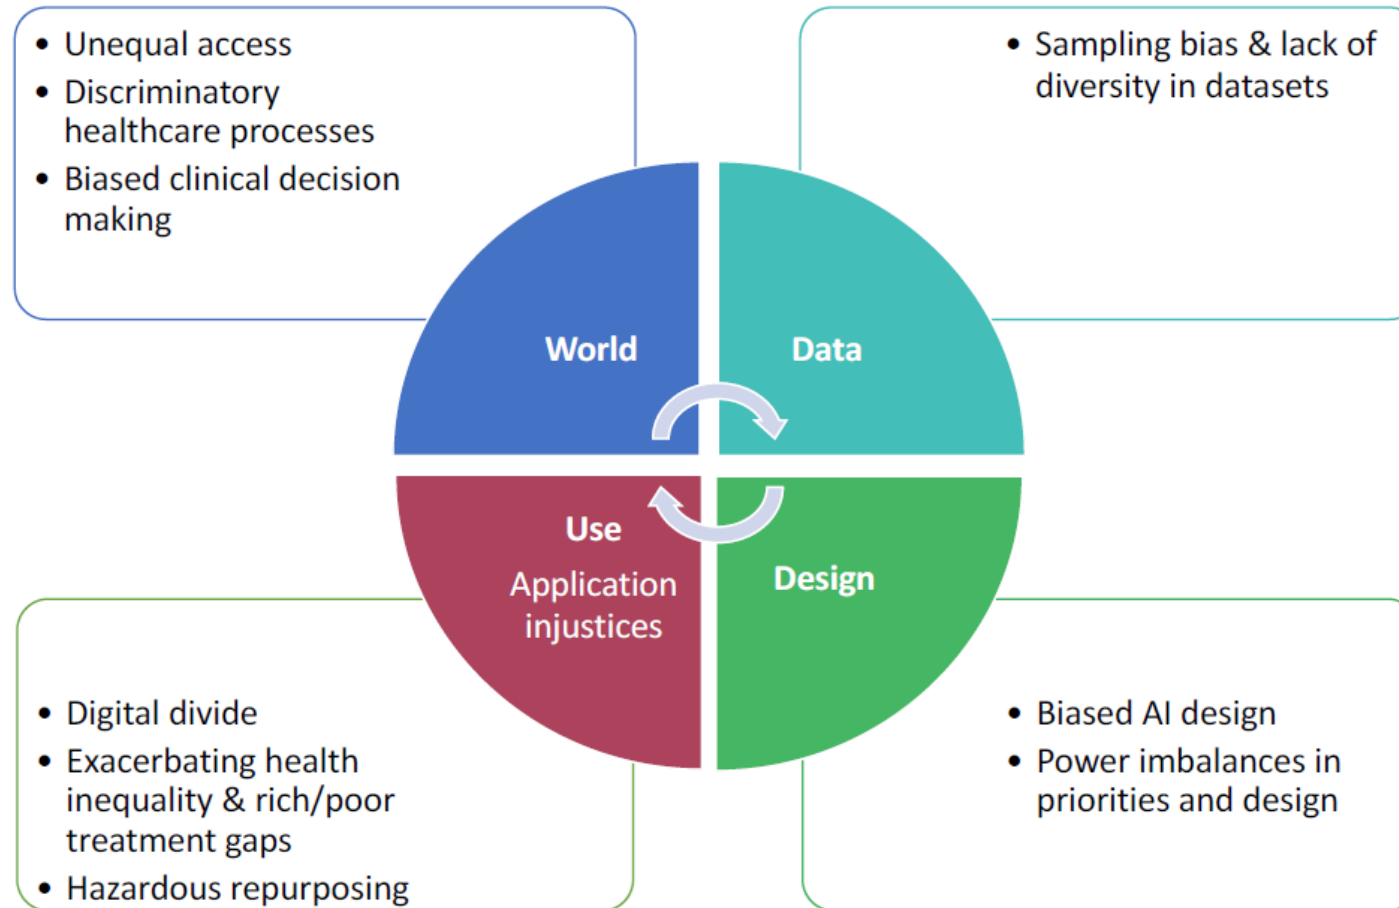 • Unequal access
• Discriminatory
healthcare processes
• Biased clinical decision
making
• Sampling bias & lack of
diversity in datasets
World
Data
Use
Application
injustices
Design
• Digital divide
• Exacerbating health
inequality & rich/poor
treatment gaps
• Hazardous repurposing
• Biased AI design
• Power imbalances in
priorities and design